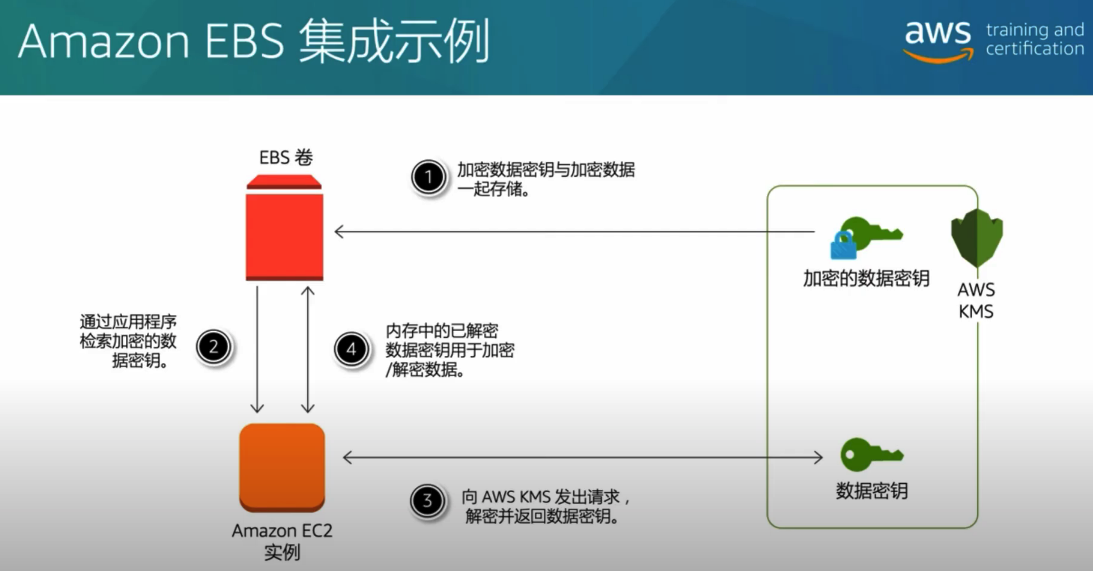 Amazon EBS 集成示例
aws training and
certification
EBS 卷
1 加密数据密钥与加密数据
一起存储。
加密的数据密钥
AWS
KMS
通过应用程序
检索加密的数
据密钥。
2
4
内存中的已解密
数据密钥用于加密
/解密数据。
数据密钥
3 向 AWS KMS 发出请求，
解密并返回数据密钥。
Amazon EC2
实例